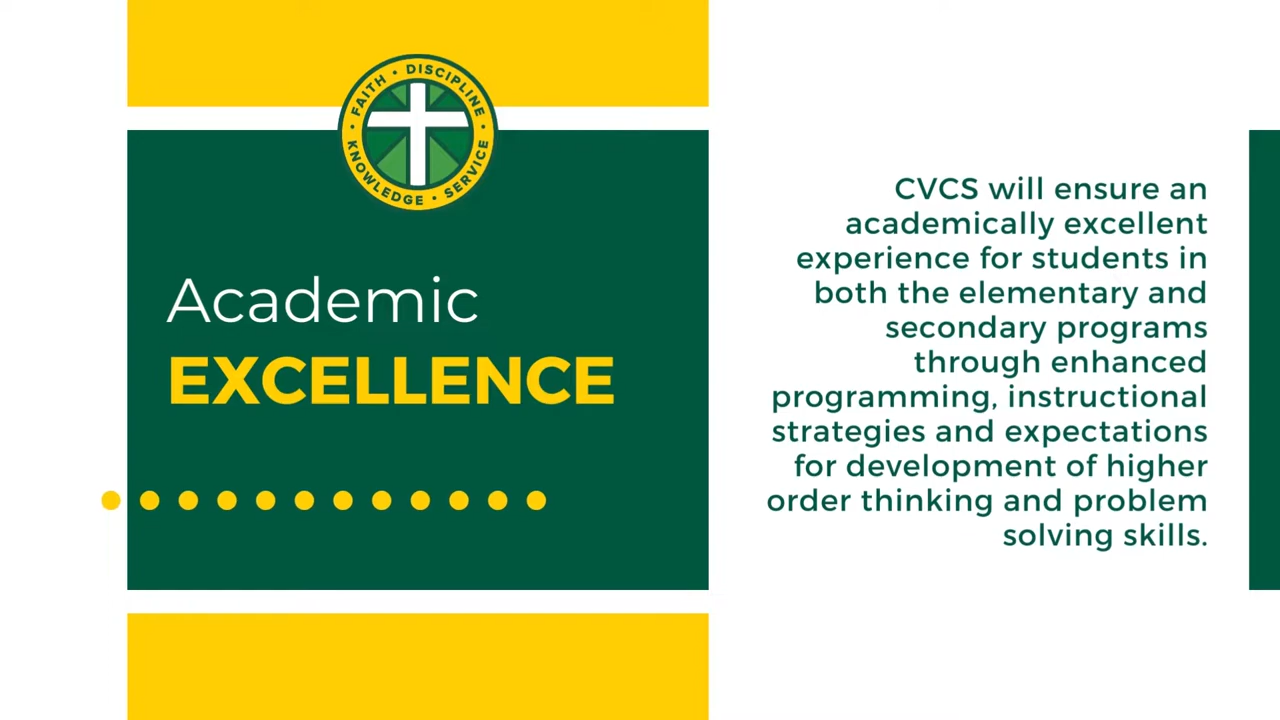 FAITH • DISCIPLINE • SERVICE • KNOWLEDGE •
Academic
EXCELLENCE
CVCS will ensure an
academically excellent
experience for students in
both the elementary and
secondary programs
through enhanced
programming, instructional
strategies and expectations
for development of higher
order thinking and problem
solving skills.